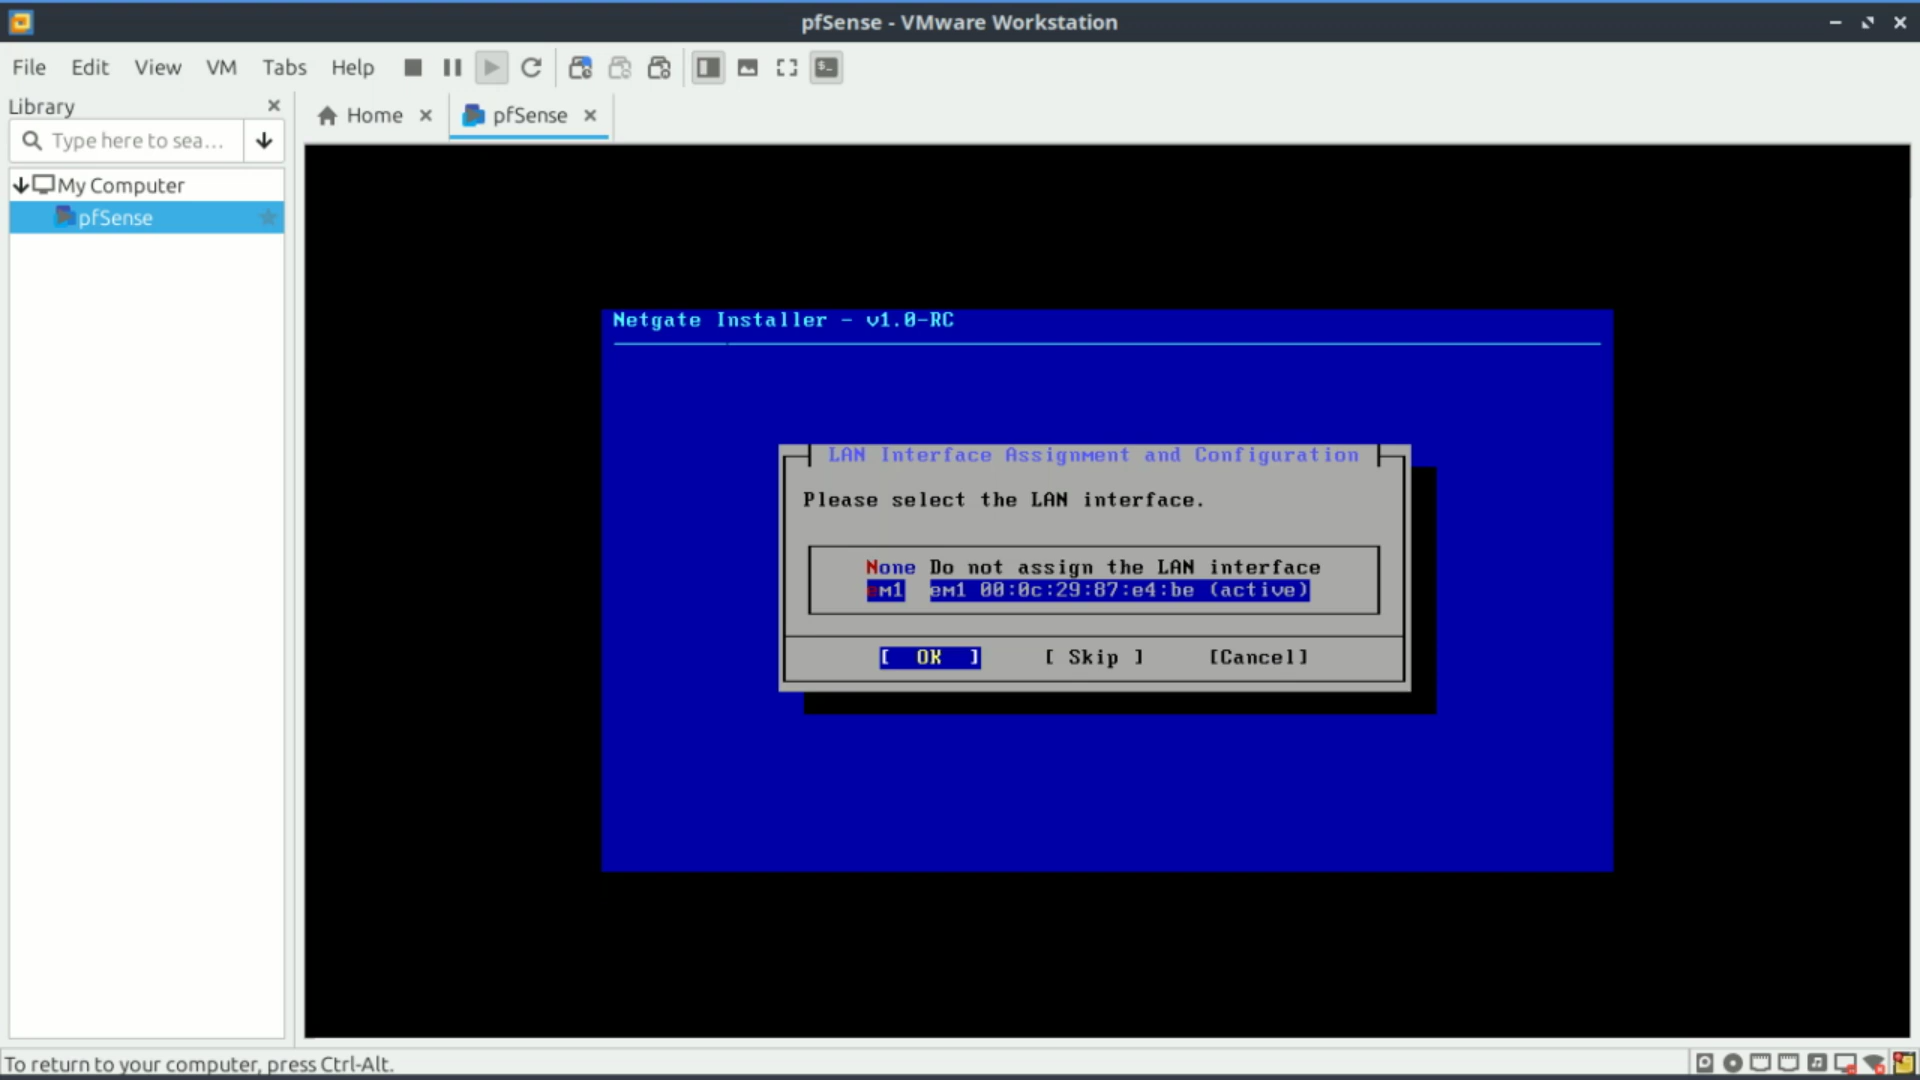 pfSense - VMware Workstation
File Edit View VM Tabs Help
Library
Type here to sea...
My Computer
pfSense
Home
pfSense
Netgate Installer - v1.0-RC
LAN Interface Assignment and Configuration
Please select the LAN interface.
None Do not assign the LAN interface
em1 em1 00:0c:29:87:e4:be (active)
[ OK ] [ Skip ] [Cancel]
To return to your computer, press Ctrl-Alt.